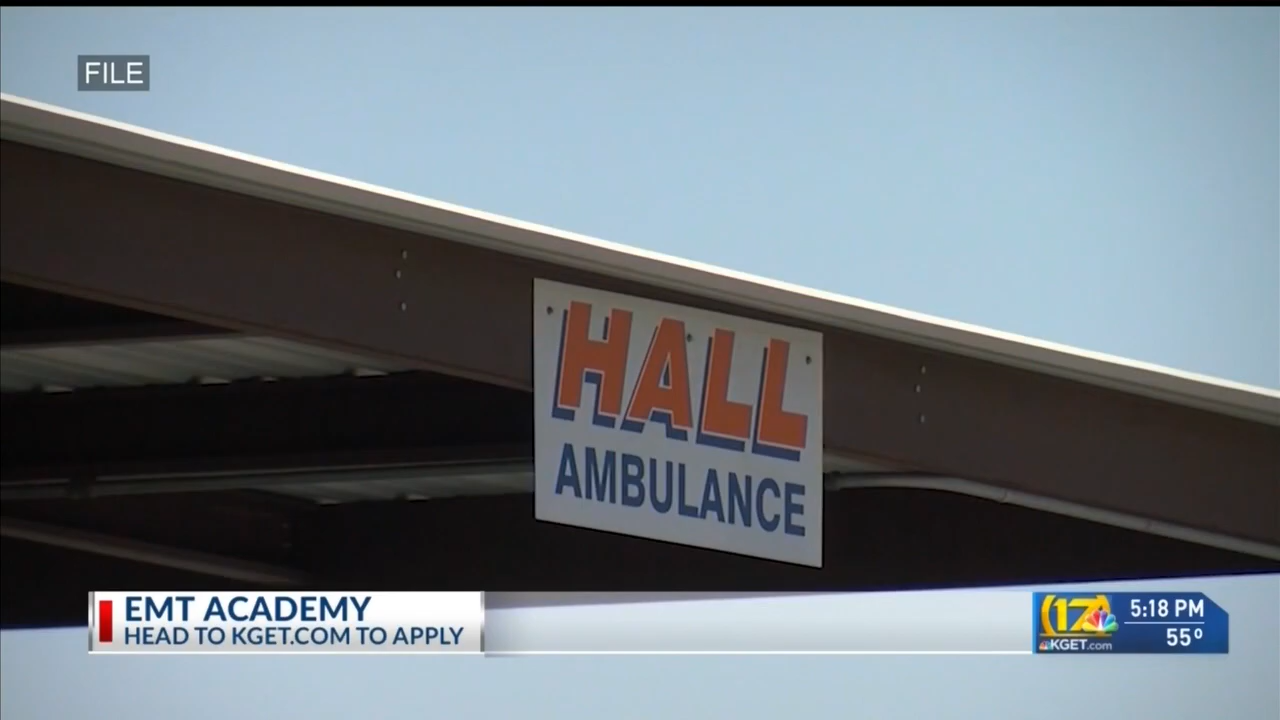 FILE
HALL
AMBULANCE
EMT ACADEMY
HEAD TO KGET.COM TO APPLY
17
KGET.com
5:18 PM
55°